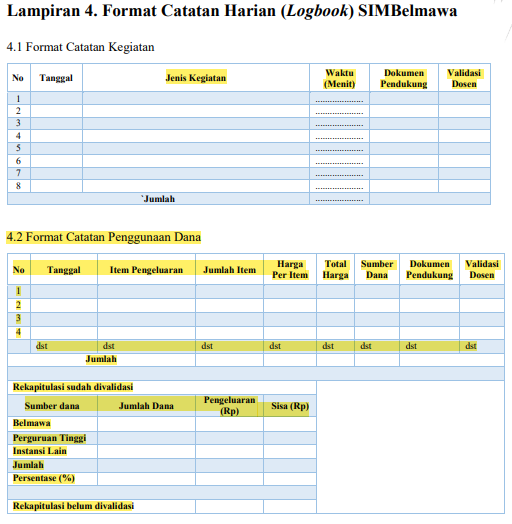 Lampiran 4. Format Catatan Harian (Logbook) SIMBelmawa
4.1 Format Catatan Kegiatan
No Tanggal Jenis Kegiatan Waktu (Menit) Dokumen Pendukung Validasi Dosen
1 ....................
2 ....................
3 ....................
4 ....................
5 ....................
6 ....................
7 ....................
8 ....................
`Jumlah ....................
4.2 Format Catatan Penggunaan Dana
No Tanggal Item Pengeluaran Jumlah Item Harga Per Item Total Harga Sumber Dana Dokumen Pendukung Validasi Dosen
1
2
3
4
dst dst dst dst dst dst dst dst
Jumlah
Rekapitulasi sudah divalidasi
Sumber dana Jumlah Dana Pengeluaran (Rp) Sisa (Rp)
Belmawa
Perguruan Tinggi
Instansi Lain
Jumlah
Persentase (%)
Rekapitulasi belum divalidasi